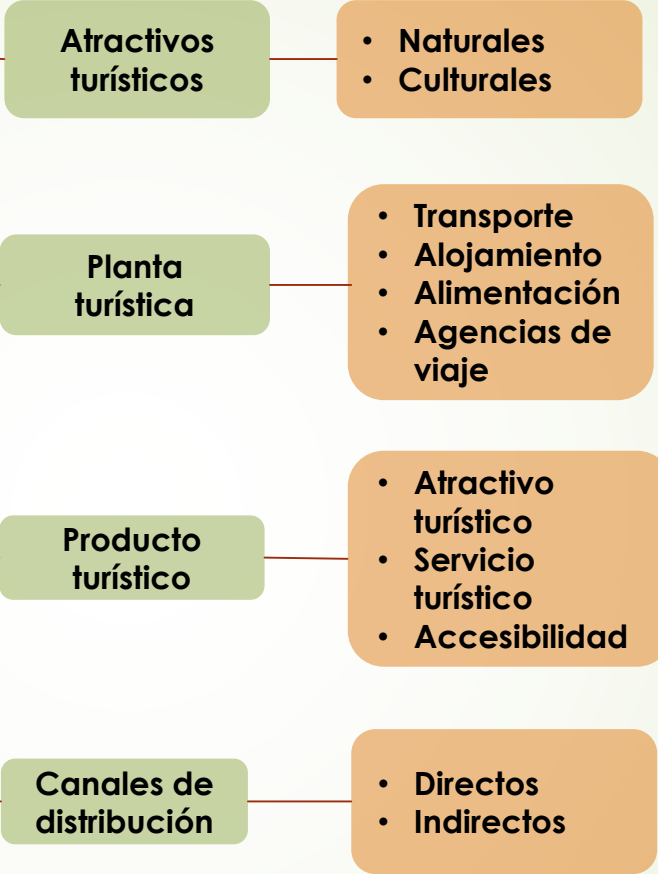 Atractivos
turísticos
• Naturales
• Culturales
Planta
turística
• Transporte
• Alojamiento
• Alimentación
• Agencias de
viaje
Producto
turístico
• Atractivo
turístico
• Servicio
turístico
• Accesibilidad
Canales de
distribución
• Directos
• Indirectos